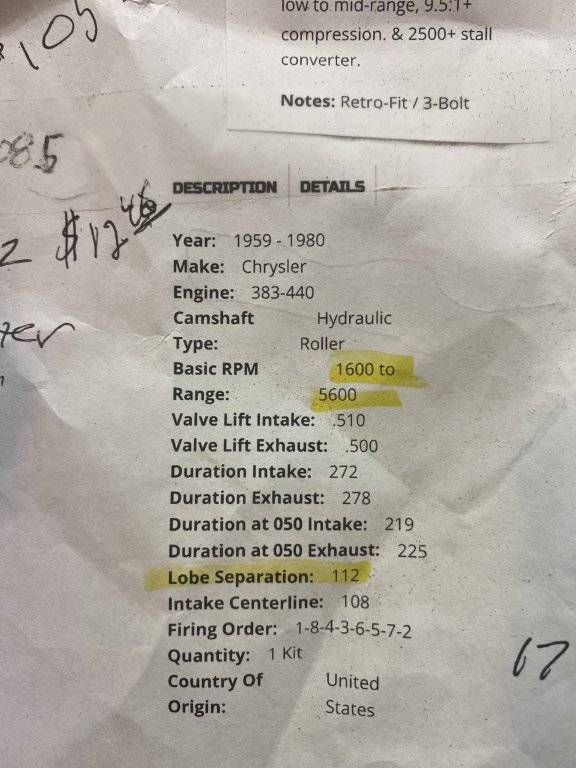 105
low to mid-range, 9.5:1+
compression. & 2500+ stall
converter.
Notes: Retro-Fit / 3-Bolt
085
DESCRIPTION DETAILS
$12
Year: 1959 - 1980
Make: Chrysler
Engine: 383-440
Camshaft Hydraulic
Type: Roller
Basic RPM 1600 to
Range: 5600
Valve Lift Intake: .510
Valve Lift Exhaust: .500
Duration Intake: 272
Duration Exhaust: 278
Duration at 050 Intake: 219
Duration at 050 Exhaust: 225
Lobe Separation: 112
Intake Centerline: 108
Firing Order: 1-8-4-3-6-5-7-2
Quantity: 1 Kit
Country Of United
Origin: States
17